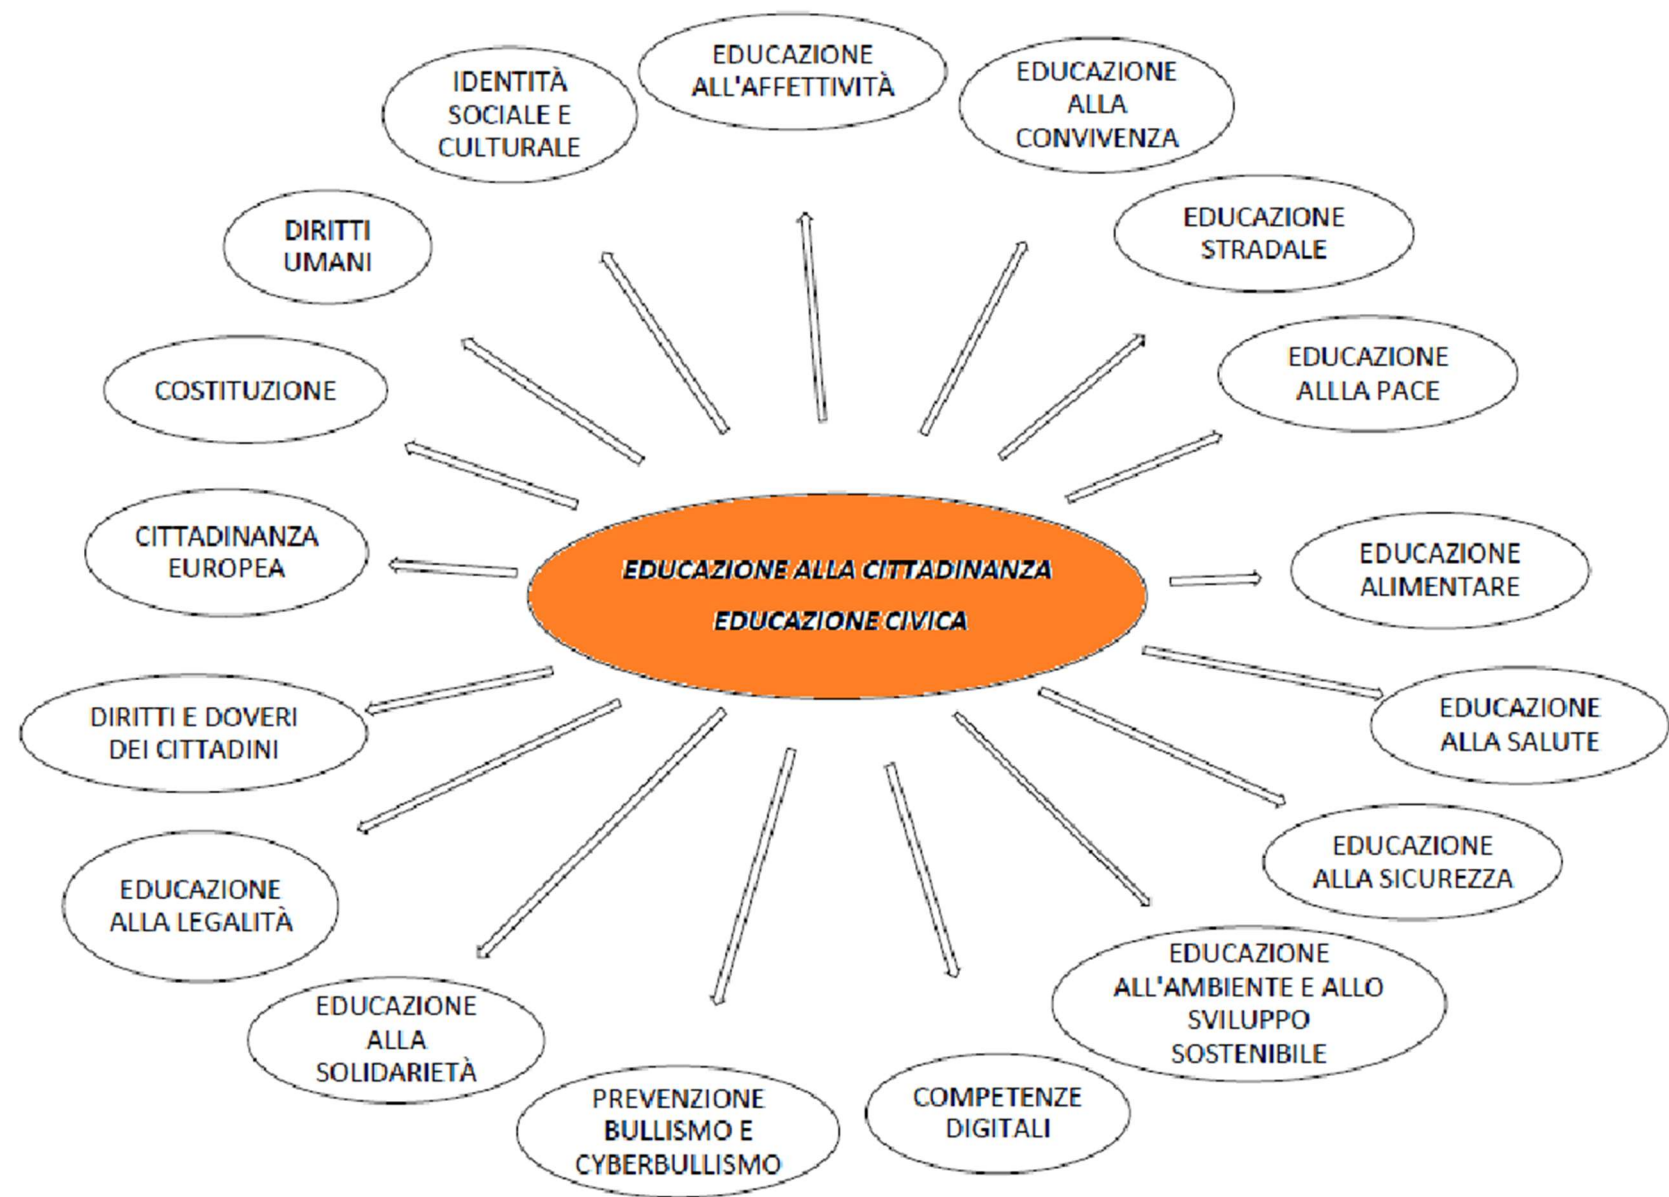 EDUCAZIONE
ALL'AFFETTIVITÀ
IDENTITÀ
SOCIALE E
CULTURALE
EDUCAZIONE
ALLA
CONVIVENZA
DIRITTI
UMANI
EDUCAZIONE
STRADALE
COSTITUZIONE
EDUCAZIONE
ALLLA PACE
CITTADINANZA
EUROPEA
EDUCAZIONE ALLA CITTADINANZA
EDUCAZIONE CIVICA
EDUCAZIONE
ALIMENTARE
DIRITTI E DOVERI
DEI CITTADINI
EDUCAZIONE
ALLA SALUTE
EDUCAZIONE
ALLA LEGALITÀ
EDUCAZIONE
ALLA SICUREZZA
EDUCAZIONE
ALLA
SOLIDARIETÀ
EDUCAZIONE
ALL'AMBIENTE E ALLO
SVILUPPO
SOSTENIBILE
PREVENZIONE
BULLISMO E
CYBERBULLISMO
COMPETENZE
DIGITALI